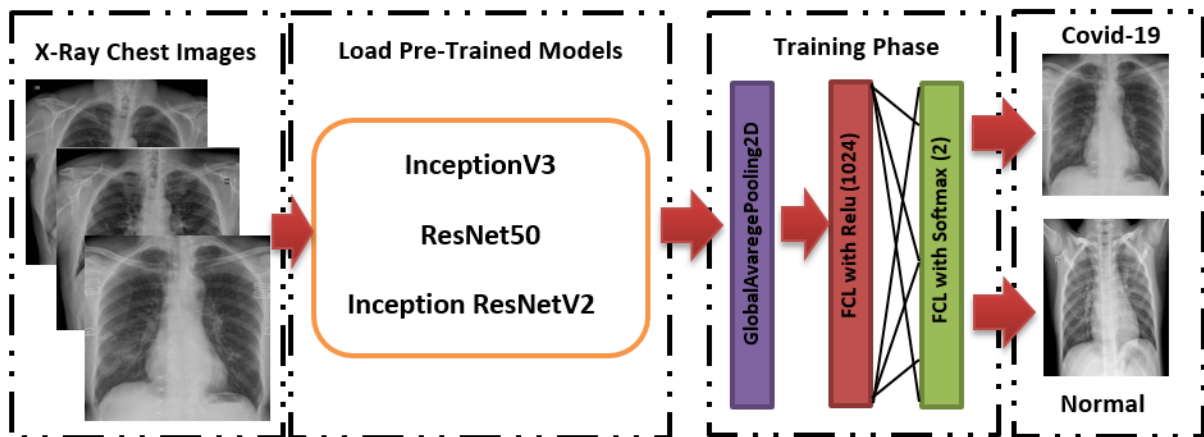 X-Ray Chest Images
Load Pre-Trained Models
InceptionV3
ResNet50
Inception ResNetV2
Training Phase
GlobalAvaregePooling2D
FCL with Relu (1024)
FCL with Softmax (2)
Covid-19
Normal